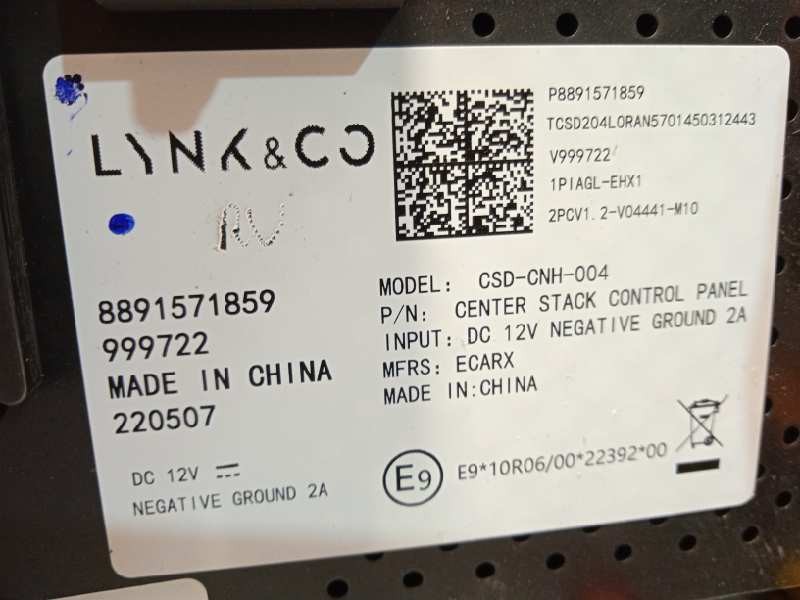 LYNK & CO
RV
8891571859
999722
MADE IN CHINA
220507
DC 12V
NEGATIVE GROUND 2A
P8891571859
TCSD204LORAN5701450312443
V999722
1PIAGL-EHX1
2PCV1.2-V04441-M10
MODEL: CSD-CNH-004
P/N: CENTER STACK CONTROL PANEL
INPUT: DC 12V NEGATIVE GROUND 2A
MFRS: ECARX
MADE IN:CHINA
E9
E9*10R06/00*22392*00